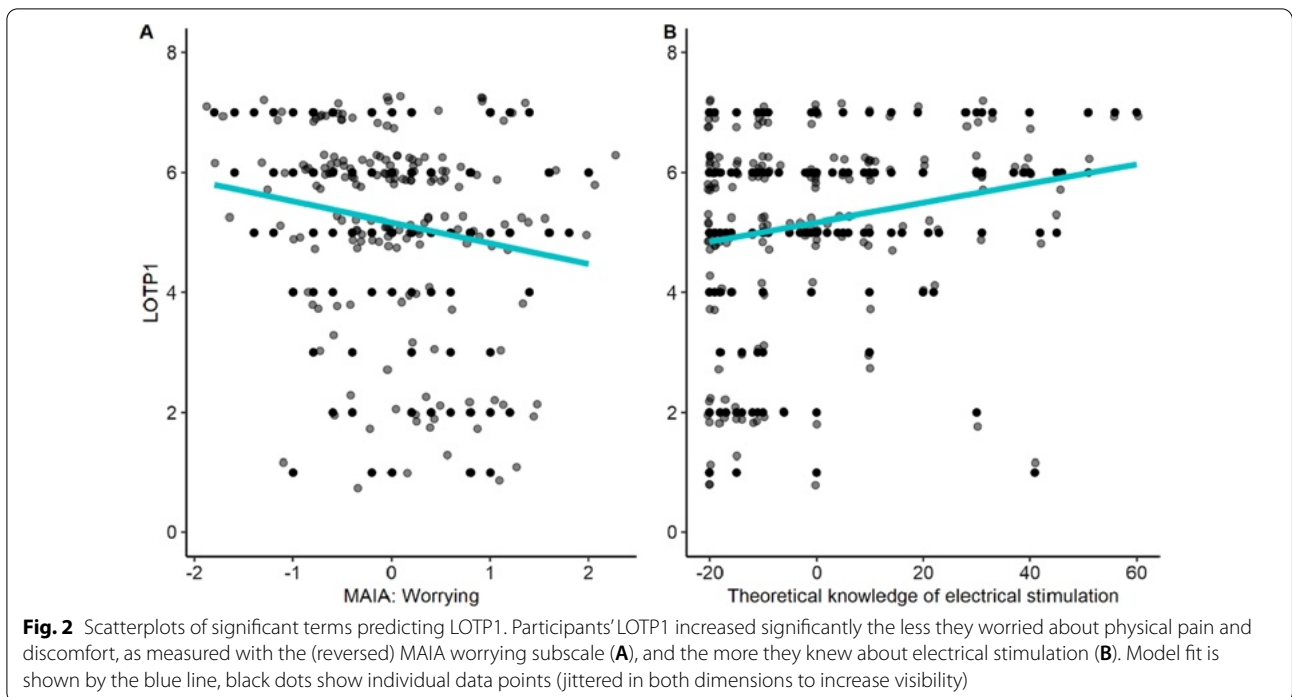 A
B
8
6
4
2
0
LOTP1
-2
-1
0
1
2
MAIA: Worrying
8
6
4
2
0
-20
0
20
40
60
Theoretical knowledge of electrical stimulation
Fig. 2 Scatterplots of significant terms predicting LOTP1. Participants' LOTP1 increased significantly the less they worried about physical pain and
discomfort, as measured with the (reversed) MAIA worrying subscale (A), and the more they knew about electrical stimulation (B). Model fit is
shown by the blue line, black dots show individual data points (jittered in both dimensions to increase visibility)